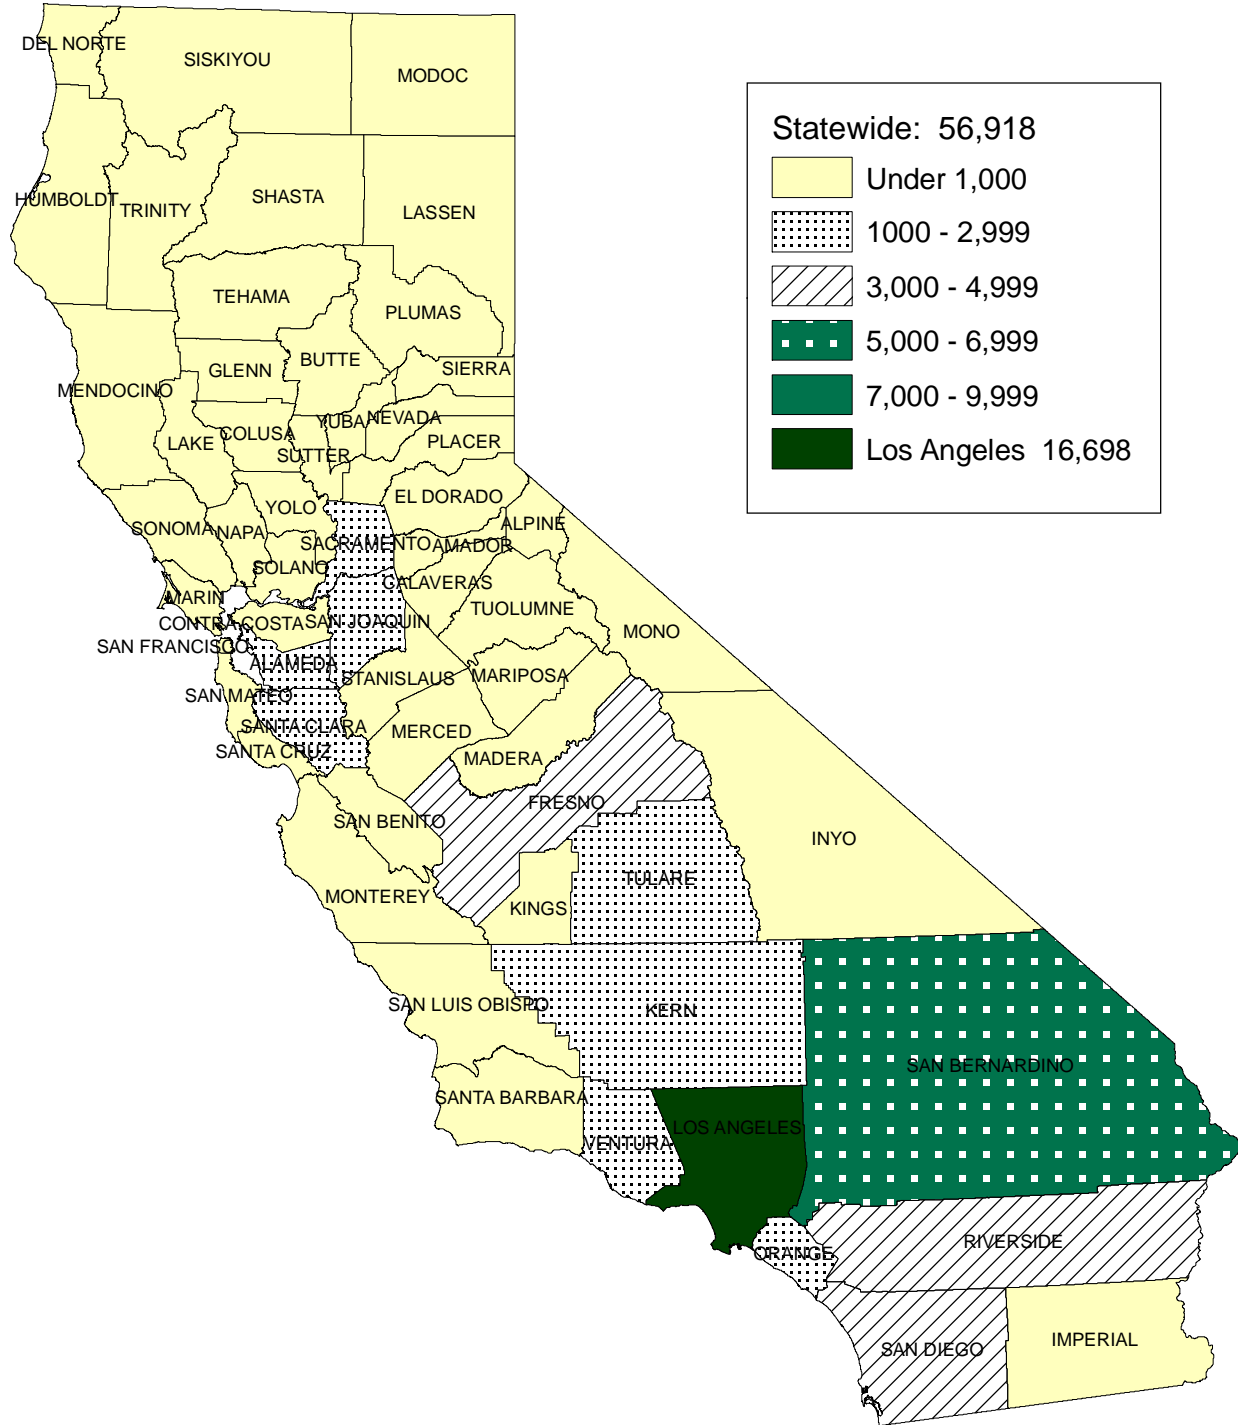 DEL NORTE
SISKIYOU
MODOC
Statewide: 56,918
Under 1,000
1000 - 2,999
3,000 - 4,999
5,000 - 6,999
7,000 - 9,999
Los Angeles 16,698
HUMBOLDT
TRINITY
SHASTA
LASSEN
TEHAMA
PLUMAS
GLENN
BUTTE
SIERRA
MENDOCINO
LAKE
COLUSA
YUBA
NEVADA
SUTTER
PLACER
YOLO
EL DORADO
SONOMA
NAPA
ALPINE
SACRAMENTO
AMADOR
SOLANO
CALAVERAS
MARIN
TUOLUMNE
CONTRA COSTA
SAN JOAQUIN
MONO
SAN FRANCISCO
ALAMEDA
STANISLAUS
MARIPOSA
SAN MATEO
SANTA CLARA
MERCED
SANTA CRUZ
MADERA
FRESNO
SAN BENITO
INYO
TULARE
MONTEREY
KINGS
SAN LUIS OBISPO
KERN
SAN BERNARDINO
SANTA BARBARA
VENTURA
LOS ANGELES
ORANGE
RIVERSIDE
SAN DIEGO
IMPERIAL